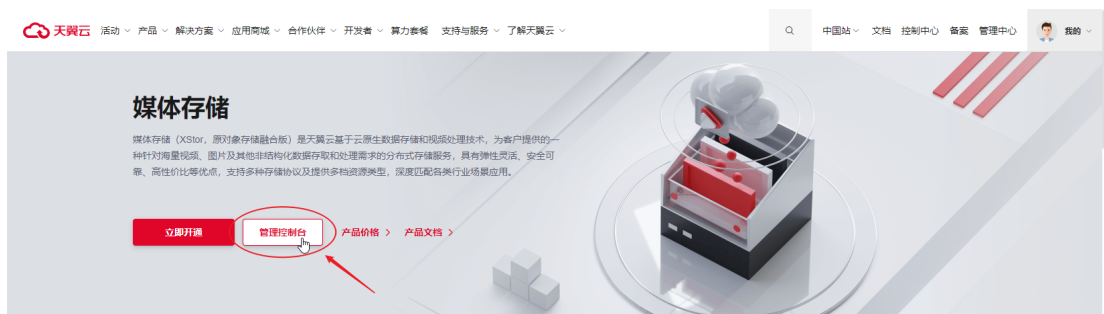 天翼云 活动 产品 解决方案 应用商城 合作伙伴 开发者 算力套餐 支持与服务 了解天翼云 中国站 文档 控制中心 备案 管理中心 我的
媒体存储
媒体存储（XStor，原对象存储融合版）是天翼云基于云原生数据存储和视频处理技术，为客户提供的一
种针对海量视频、图片及其他非结构化数据存取和处理需求的分布式存储服务，具有弹性灵活、安全可
靠、高性价比等优点，支持多种存储协议及提供多档资源类型，深度匹配各类行业场景应用。
立即开通 管理控制台 产品价格 > 产品文档 >